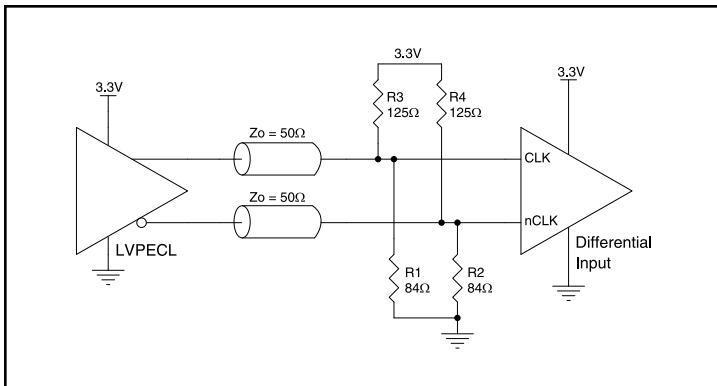 3.3V
3.3V
3.3V
R3
125Ω
R4
125Ω
Zo = 50Ω
CLK
Zo = 50Ω
nCLK
LVPECL
Differential
Input
R1
84Ω
R2
84Ω